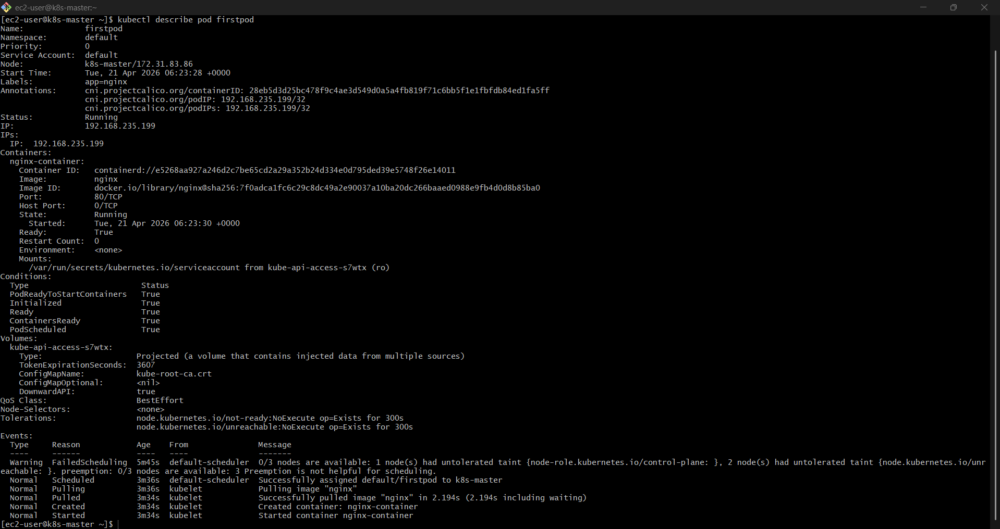 ec2-user@k8s-master:~
[ec2-user@k8s-master ~]$ kubectl describe pod firstpod
Name:             firstpod
Namespace:        default
Priority:         0
Service Account:  default
Node:             k8s-master/172.31.83.86
Start Time:       Tue, 21 Apr 2026 06:23:28 +0000
Labels:           app=nginx
Annotations:      cni.projectcalico.org/containerID: 28eb5d3d25bc478f9c4ae3d549d0a5a4fb819f71c6bb5f1e1fbfdb84ed1fa5ff
                  cni.projectcalico.org/podIP: 192.168.235.199/32
                  cni.projectcalico.org/podIPs: 192.168.235.199/32
Status:           Running
IP:               192.168.235.199
IPs:
  IP:  192.168.235.199
Containers:
  nginx-container:
    Container ID:   containerd://e5268aa927a246d2c7be65cd2a29a352b24d334e0d795ded39e5748f26e14011
    Image:          nginx
    Image ID:       docker.io/library/nginx@sha256:7f0adca1fc6c29c8dc49a2e90037a10ba20dc266baaed0988e9fb4d0d8b85ba0
    Port:           80/TCP
    Host Port:      0/TCP
    State:          Running
      Started:      Tue, 21 Apr 2026 06:23:30 +0000
    Ready:          True
    Restart Count:  0
    Environment:    <none>
    Mounts:
      /var/run/secrets/kubernetes.io/serviceaccount from kube-api-access-s7wtx (ro)
Conditions:
  Type                        Status
  PodReadyToStartContainers   True
  Initialized                 True
  Ready                       True
  ContainersReady             True
  PodScheduled                True
Volumes:
  kube-api-access-s7wtx:
    Type:                    Projected (a volume that contains injected data from multiple sources)
    TokenExpirationSeconds:  3607
    ConfigMapName:           kube-root-ca.crt
    ConfigMapOptional:       <nil>
    DownwardAPI:             true
QoS Class:                   BestEffort
Node-Selectors:              <none>
Tolerations:                 node.kubernetes.io/not-ready:NoExecute op=Exists for 300s
                             node.kubernetes.io/unreachable:NoExecute op=Exists for 300s
Events:
  Type     Reason            Age    From               Message
  ----     ------            ----   ----               -------
  Warning  FailedScheduling  5m45s  default-scheduler  0/3 nodes are available: 1 node(s) had untolerated taint {node-role.kubernetes.io/control-plane: }, 2 node(s) had untolerated taint {node.kubernetes.io/unr
eachable: }. preemption: 0/3 nodes are available: 3 Preemption is not helpful for scheduling.
  Normal   Scheduled         3m36s  default-scheduler  Successfully assigned default/firstpod to k8s-master
  Normal   Pulling           3m36s  kubelet            Pulling image "nginx"
  Normal   Pulled            3m34s  kubelet            Successfully pulled image "nginx" in 2.194s (2.194s including waiting)
  Normal   Created           3m34s  kubelet            Created container: nginx-container
  Normal   Started           3m34s  kubelet            Started container nginx-container
[ec2-user@k8s-master ~]$